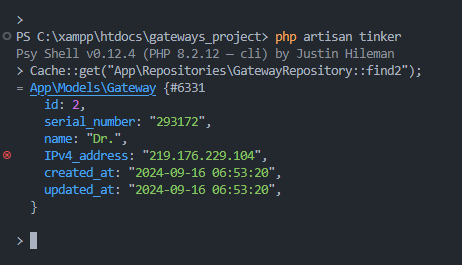 >
PS C:\xampp\htdocs\gateways_project> php artisan tinker
Psy Shell v0.12.4 (PHP 8.2.12 — cli) by Justin Hileman
> Cache::get("App\Repositories\GatewayRepository::find2");
= App\Models\Gateway {#6331
id: 2,
serial_number: "293172",
name: "Dr.",
IPv4_address: "219.176.229.104",
created_at: "2024-09-16 06:53:20",
updated_at: "2024-09-16 06:53:20",
}
>